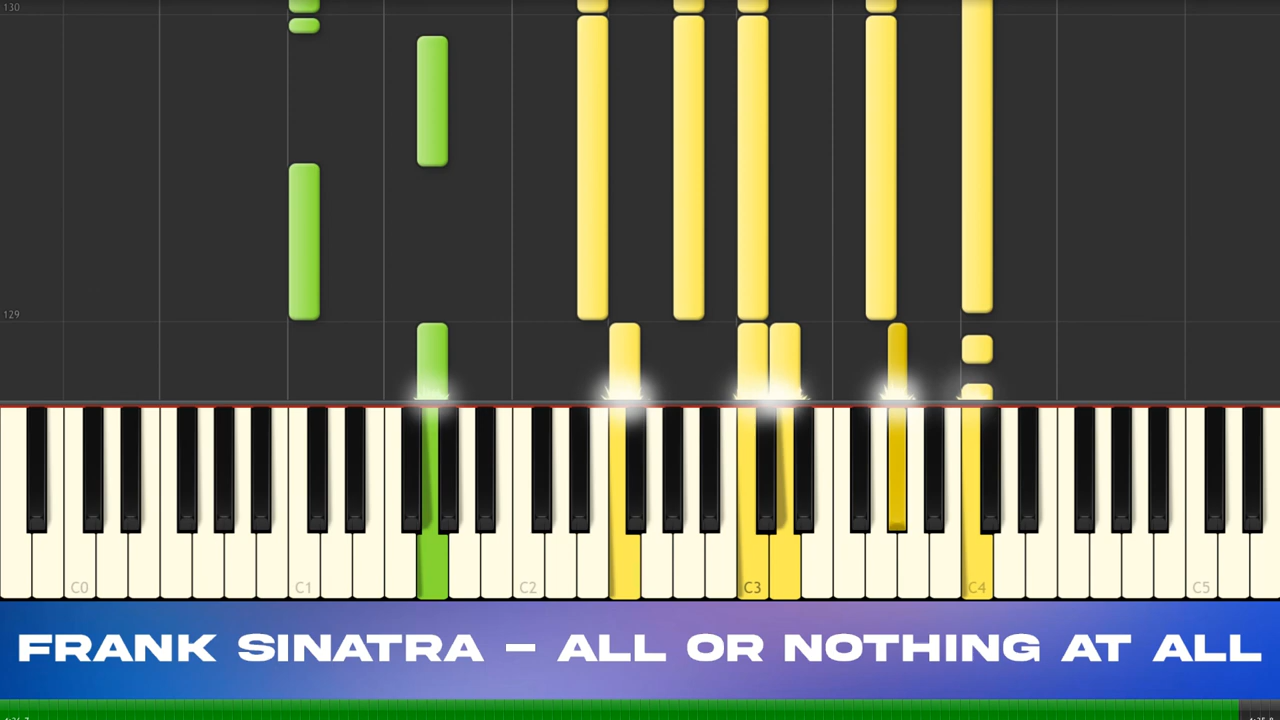 130
129
C0 C1 C2 C3 C4 C5
FRANK SINATRA – ALL OR NOTHING AT ALL